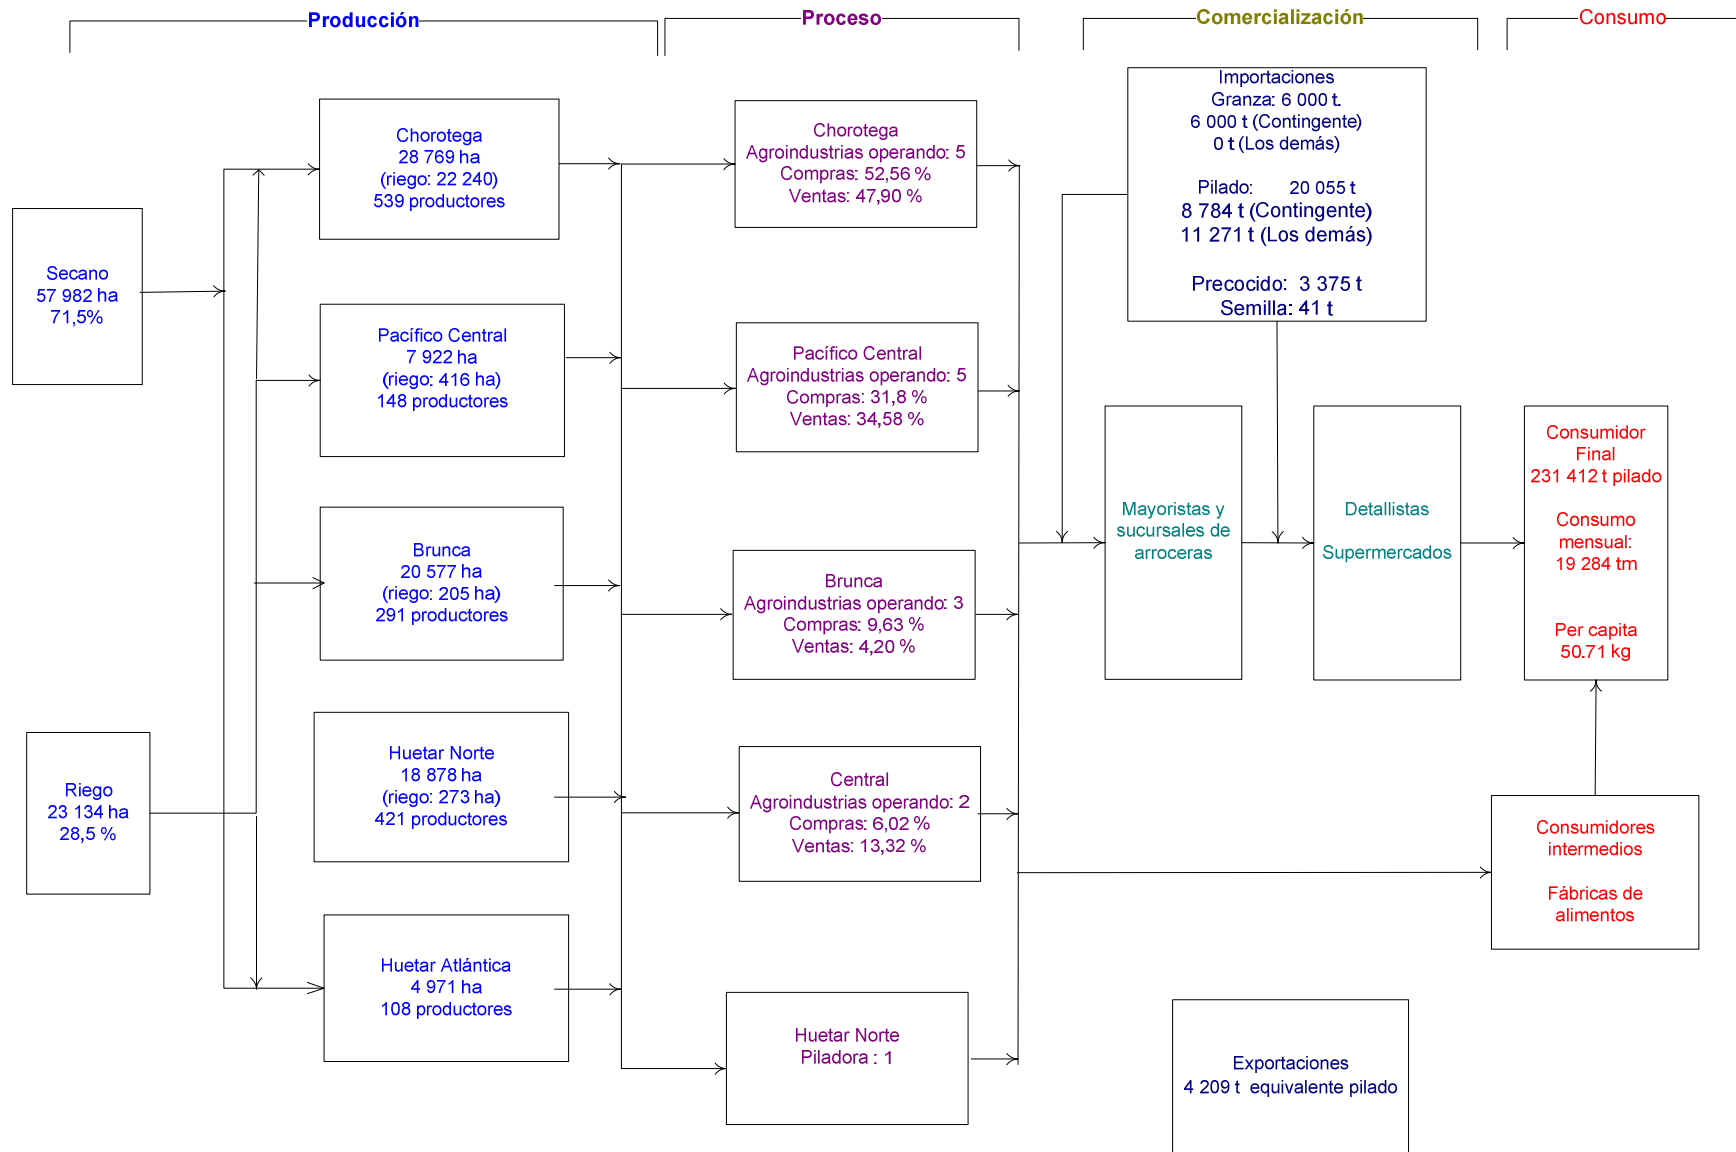 Producción
Proceso
Comercialización
Consumo
Secano
57 982 ha
71,5%
Riego
23 134 ha
28,5 %
Chorotega
28 769 ha
(riego: 22 240)
539 productores
Pacífico Central
7 922 ha
(riego: 416 ha)
148 productores
Brunca
20 577 ha
(riego: 205 ha)
291 productores
Huetar Norte
18 878 ha
(riego: 273 ha)
421 productores
Huetar Atlántica
4 971 ha
108 productores
Chorotega
Agroindustrias operando: 5
Compras: 52,56 %
Ventas: 47,90 %
Pacífico Central
Agroindustrias operando: 5
Compras: 31,8 %
Ventas: 34,58 %
Brunca
Agroindustrias operando: 3
Compras: 9,63 %
Ventas: 4,20 %
Central
Agroindustrias operando: 2
Compras: 6,02 %
Ventas: 13,32 %
Huetar Norte
Piladora : 1
Importaciones
Granza: 6 000 t.
6 000 t (Contingente)
0 t (Los demás)
Pilado: 20 055 t
8 784 t (Contingente)
11 271 t (Los demás)
Precocido: 3 375 t
Semilla: 41 t
Mayoristas y
sucursales de
arroceras
Detallistas
Supermercados
Exportaciones
4 209 t equivalente pilado
Consumidor
Final
231 412 t pilado
Consumo
mensual:
19 284 tm
Per capita
50.71 kg
Consumidores
intermedios
Fábricas de
alimentos